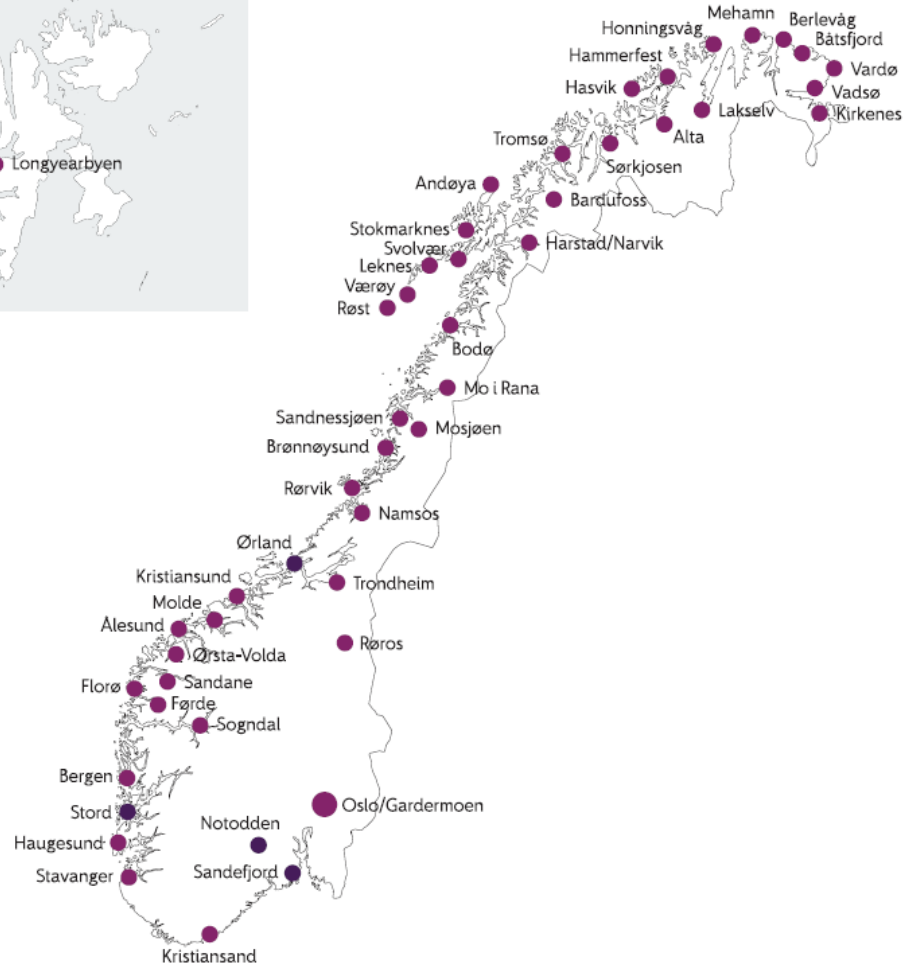 Mehamn
Berlevåg
Honningsvåg
Båtsfjord
Hammerfest
Vardø
Hasvik
Vadsø
Lakselv
Kirkenes
Alta
Tromsø
Longyearbyen
Sørkjosen
Andøya
Bardufoss
Stokmarknes
Harstad/Narvik
Svolvær
Leknes
Værøy
Røst
Bodø
Mo i Rana
Sandnessjøen
Mosjøen
Brønnøysund
Rørvik
Namsos
Ørland
Kristiansund
Trondheim
Molde
Ålesund
Røros
Ørsta-Volda
Sandane
Florø
Førde
Sogndal
Bergen
Oslo/Gardermoen
Stord
Notodden
Haugesund
Sandefjord
Stavanger
Kristiansand